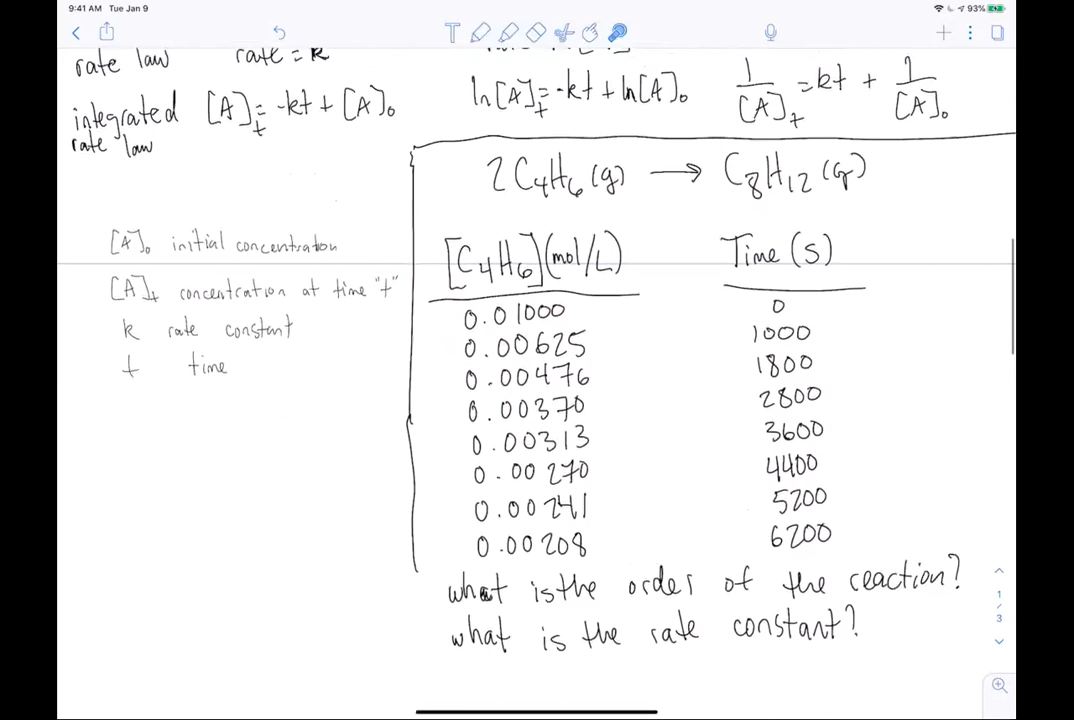 9:41 AM Tue Jan 9
93%
T
rate law rate = k
integrated [A]t = -kt + [A]₀
rate law
ln[A]t = -kt + ln[A]₀
1/[A]t = kt + 1/[A]₀
2C₄H₆(g) → C₈H₁₂(g)
[A]₀ initial concentration
[A]t concentration at time "t"
k rate constant
t time
[C₄H₆](mol/L) Time (s)
0.01000 0
0.00625 1000
0.00476 1800
0.00370 2800
0.00313 3600
0.00270 4400
0.00241 5200
0.00208 6200
what is the order of the reaction?
what is the rate constant?
1
/
3